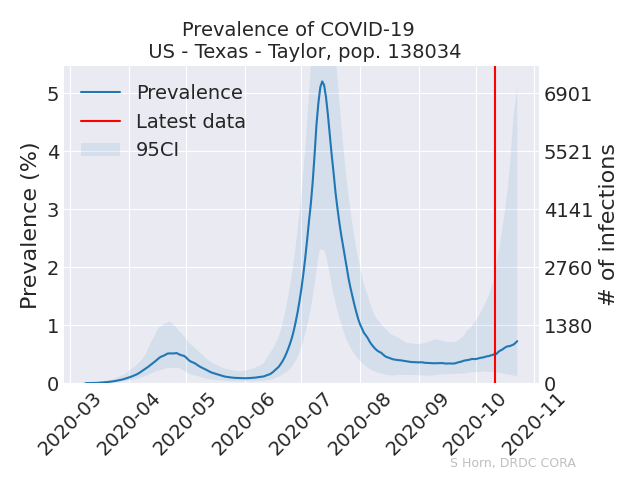 Prevalence of COVID-19
US - Texas - Taylor, pop. 138034
Prevalence
Latest data
95CI
Prevalence (%)
5
4
3
2
1
0
# of infections
6901
5521
4141
2760
1380
0
2020-03
2020-04
2020-05
2020-06
2020-07
2020-08
2020-09
2020-10
2020-11
S Horn, DRDC CORA